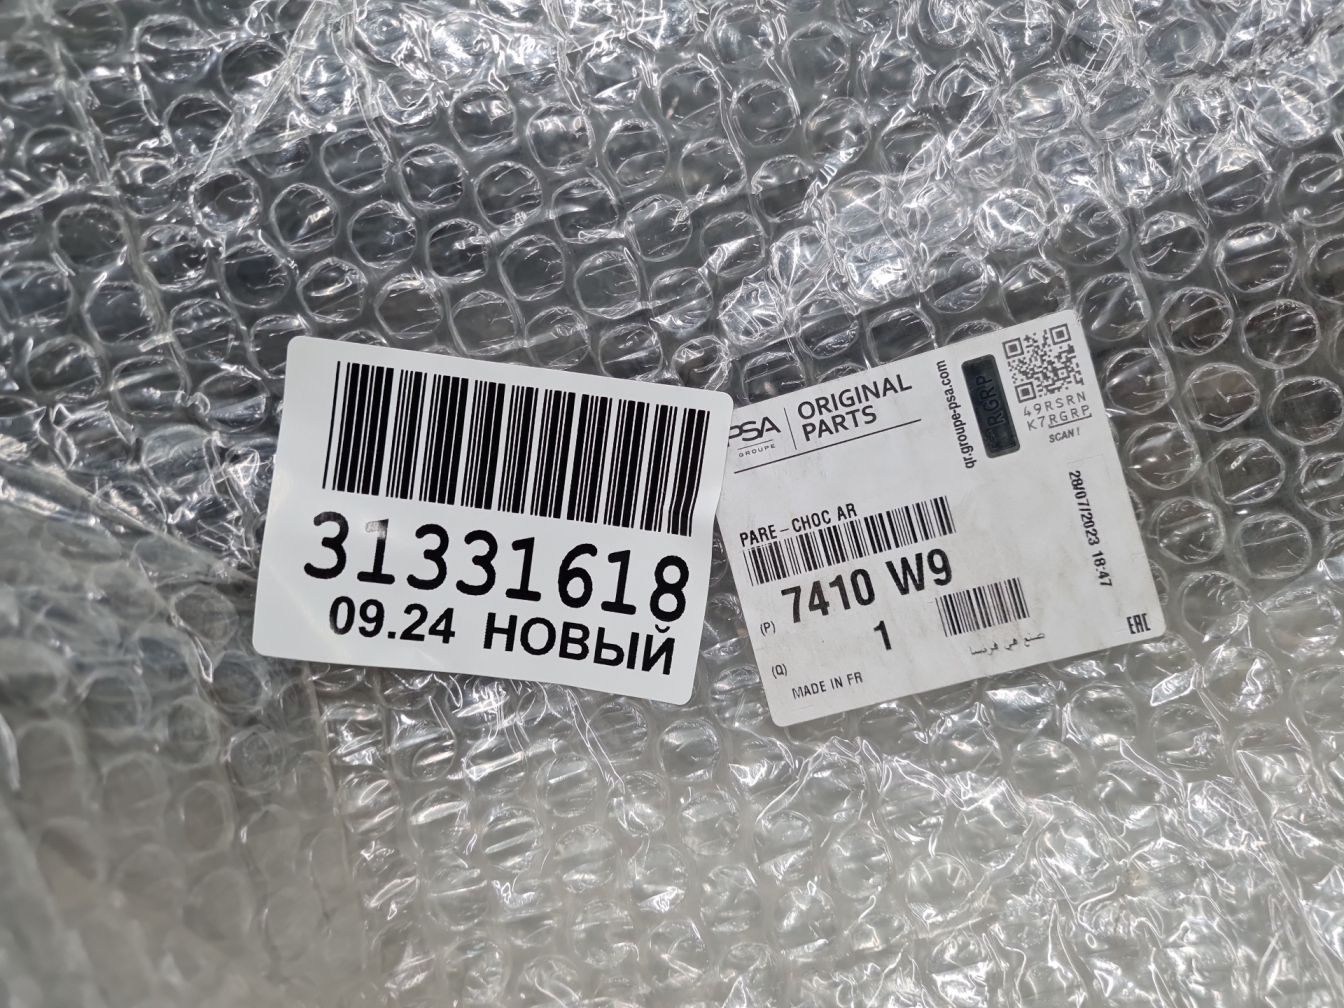 31331618
09.24 НОВЫЙ
PSA
GROUPE
ORIGINAL
PARTS
qr.groupe-psa.com
RGRP
49RSRN
K7RGRP
SCAN!
28/07/2023 18:47
PARE-CHOC AR
(P) 7410 W9
(Q) 1
صنع في فرنسا
MADE IN FR
EAC